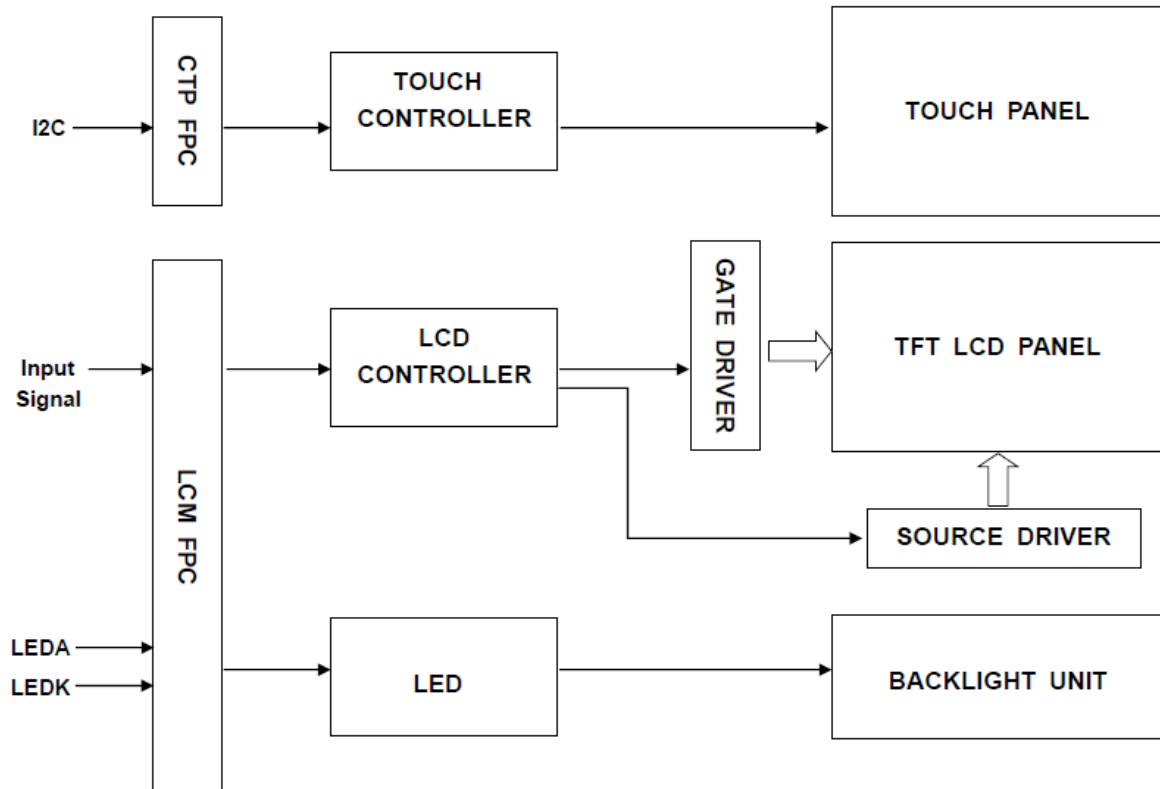 CTP FPC
TOUCH
CONTROLLER
TOUCH PANEL
I2C
GATE DRIVER
LCD
CONTROLLER
TFT LCD PANEL
Input
Signal
LCM FPC
SOURCE DRIVER
LEDA
LEDK
LED
BACKLIGHT UNIT